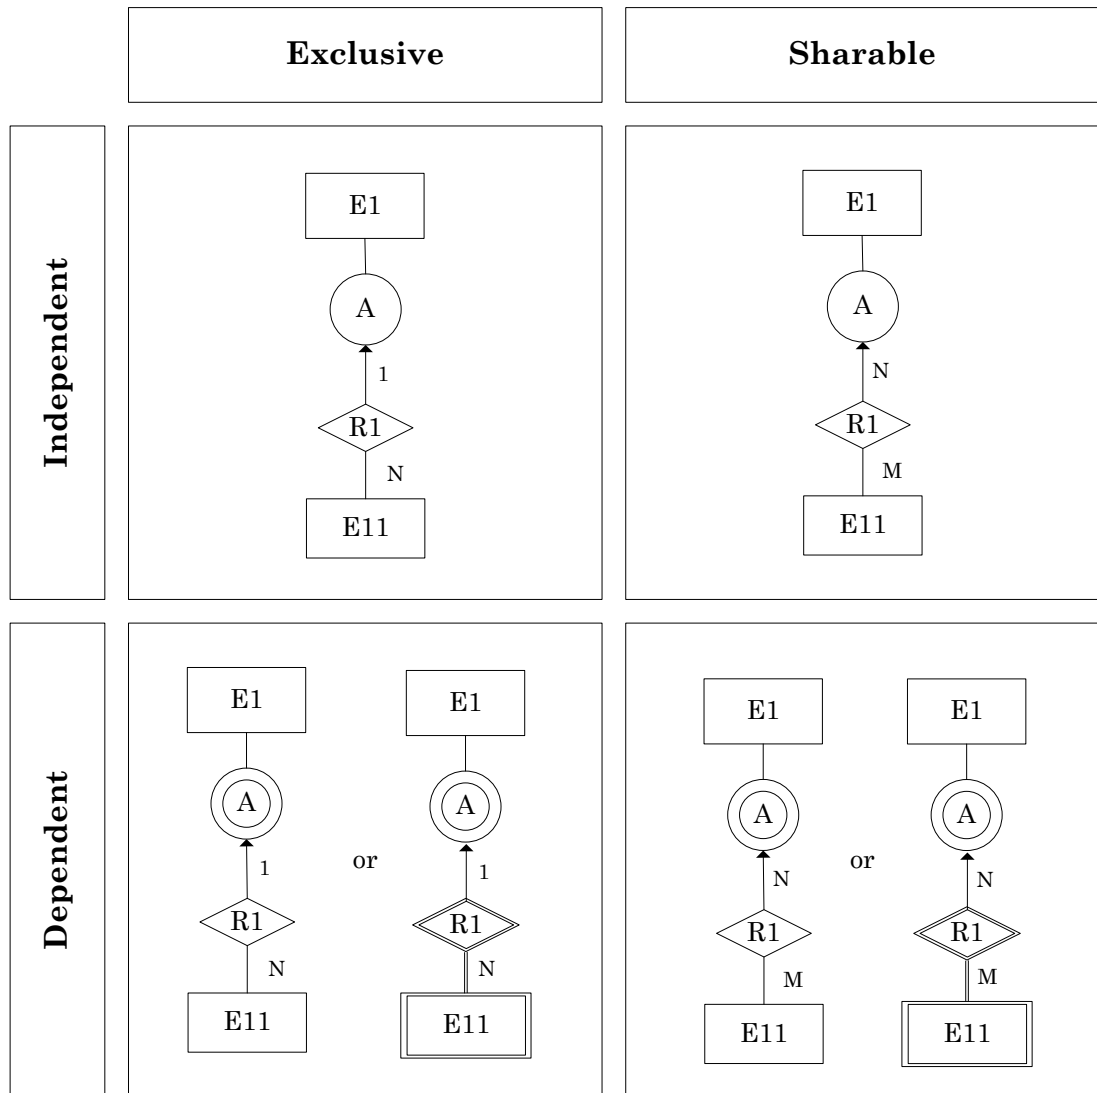 Exclusive
Sharable
Independent
E1
A
1
R1
N
E11
E1
A
N
R1
M
E11
Dependent
E1
A
1
R1
N
E11
or
E1
A
1
R1
N
E11
E1
A
N
R1
M
E11
or
E1
A
N
R1
M
E11